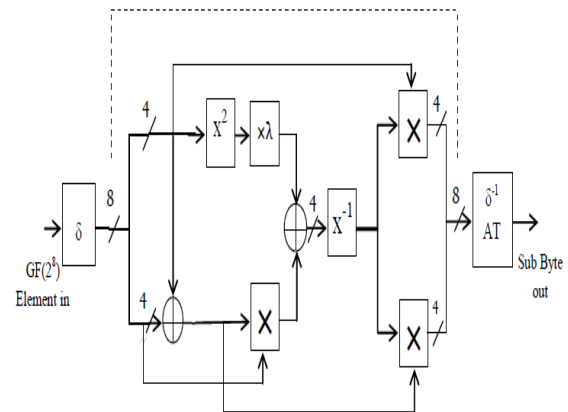 4
X²
×λ
×
4
8
δ
GF(2⁸)
Element in
4
X⁻¹
8
δ⁻¹
AT
Sub Byte
out
4
×
×
4